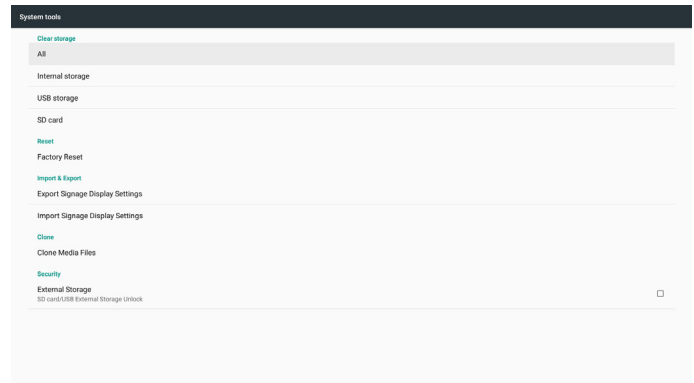 System tools
Clear storage
All
Internal storage
USB storage
SD card
Reset
Factory Reset
Import & Export
Export Signage Display Settings
Import Signage Display Settings
Clone
Clone Media Files
Security
External Storage
SD card/USB External Storage Unlock